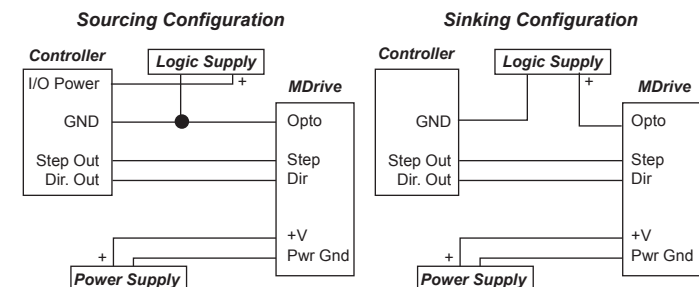 Sourcing Configuration
Controller
Logic Supply
+
I/O Power
MDrive
GND
Opto
Step Out
Step
Dir. Out
Dir
+V
+
Pwr Gnd
Power Supply
Sinking Configuration
Controller
Logic Supply
+
MDrive
GND
Opto
Step Out
Step
Dir. Out
Dir
+V
+
Pwr Gnd
Power Supply